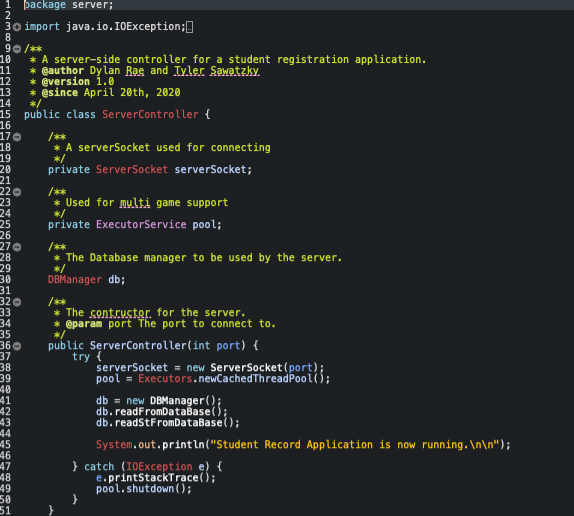 1 package server;
2
3 import java.io.IOException;
8
9 /**
10 * A server-side controller for a student registration application.
11 * @author Dylan Rae and Tyler Sawatzky
12 * @version 1.0
13 * @since April 20th, 2020
14 */
15 public class ServerController {
16
17 /**
18 * A serverSocket used for connecting
19 */
20 private ServerSocket serverSocket;
21
22 /**
23 * Used for multi game support
24 */
25 private ExecutorService pool;
26
27 /**
28 * The Database manager to be used by the server.
29 */
30 DBManager db;
31
32 /**
33 * The contructor for the server.
34 * @param port The port to connect to.
35 */
36 public ServerController(int port) {
37 try {
38 serverSocket = new ServerSocket(port);
39 pool = Executors.newCachedThreadPool();
40
41 db = new DBManager();
42 db.readFromDataBase();
43 db.readStFromDataBase();
44
45 System.out.println("Student Record Application is now running.\n\n");
46
47 } catch (IOException e) {
48 e.printStackTrace();
49 pool.shutdown();
50 }
51 }